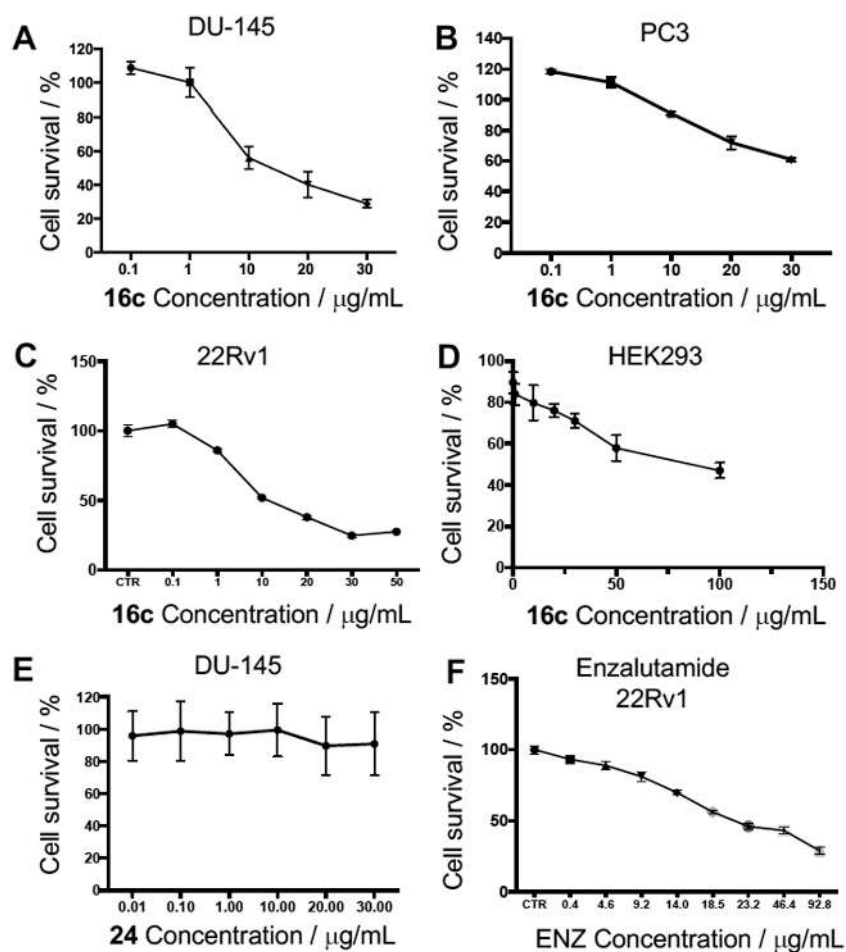 A
DU-145
Cell survival / %
120
100
80
60
40
20
0
0.1 1 10 20 30
16c Concentration / μg/mL
B
PC3
Cell survival / %
140
120
100
80
60
40
20
0
0.1 1 10 20 30
16c Concentration / μg/mL
C
22Rv1
Cell survival / %
150
100
50
0
CTR 0.1 1 10 20 30 50
16c Concentration / μg/mL
D
HEK293
Cell survival / %
100
80
60
40
20
0
0 50 100 150
16c Concentration / μg/mL
E
DU-145
Cell survival / %
120
100
80
60
40
20
0
0.01 0.10 1.00 10.00 20.00 30.00
24 Concentration / μg/mL
F
Enzalutamide
22Rv1
Cell survival / %
150
100
50
0
CTR 0.4 4.6 9.2 14.0 18.5 23.2 46.4 92.8
ENZ Concentration / μg/mL